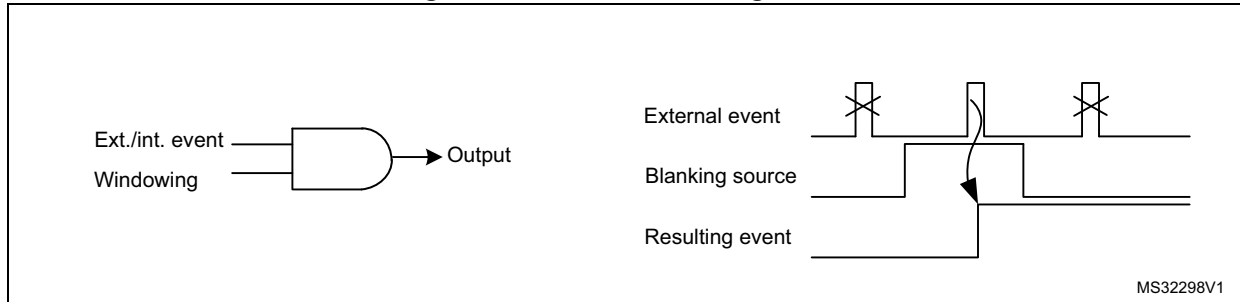 Ext./int. event
Windowing
Output
External event
Blanking source
Resulting event
MS32298V1